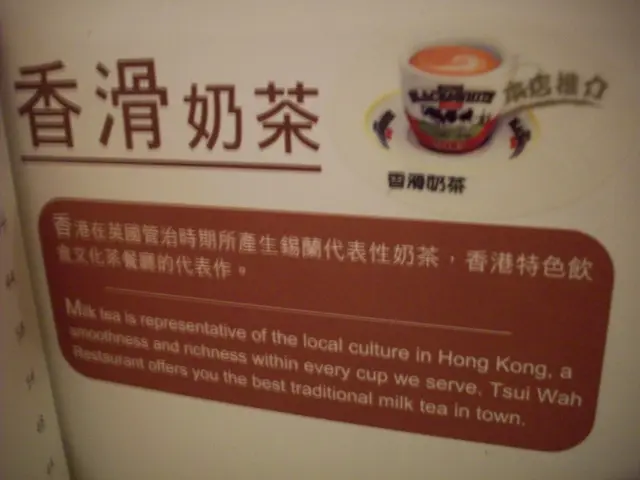 香滑奶茶
BLACK&WHITE
本店推介
香滑奶茶
香港在英國管治時期所產生錫蘭代表性奶茶，香港特色飲
食文化茶餐廳的代表作。
Milk tea is representative of the local culture in Hong Kong, a
smoothness and richness within every cup we serve. Tsui Wah
Restaurant offers you the best traditional milk tea in town.